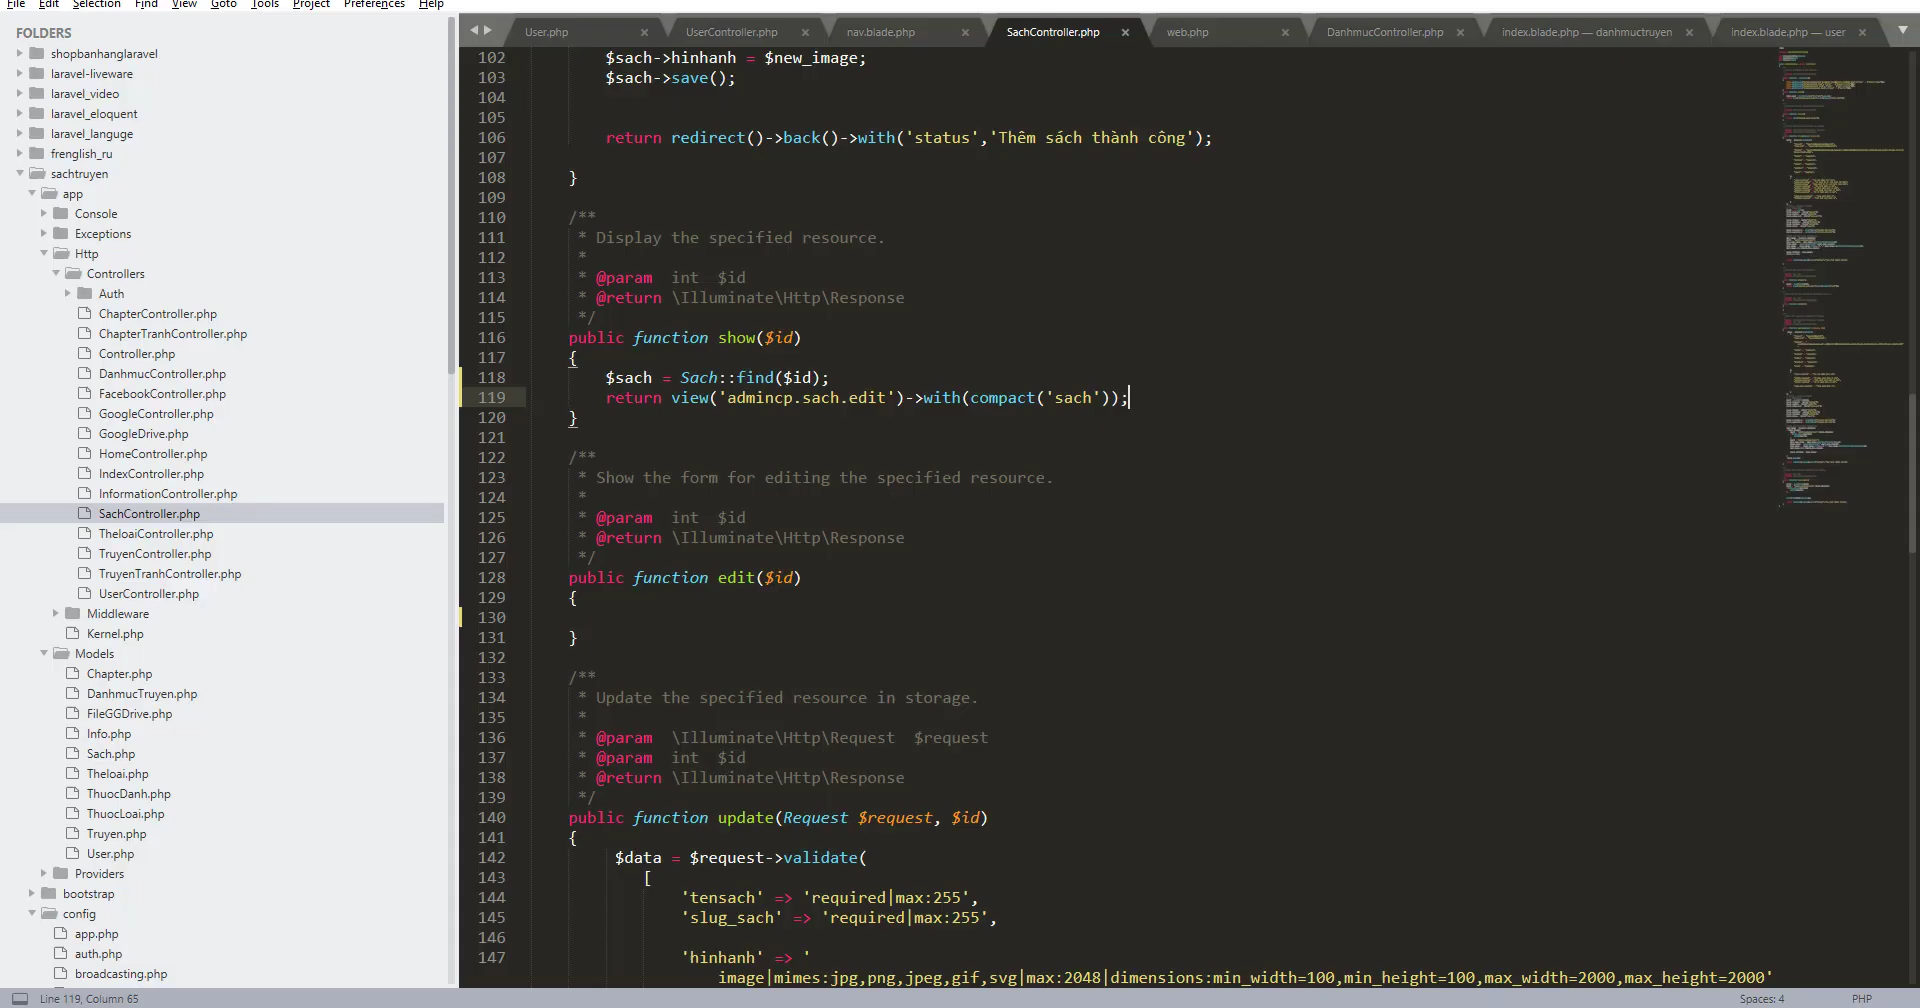 File Edit Selection Find View Goto Tools Project Preferences Help
FOLDERS
shopbanhanglaravel
laravel-liveware
laravel_video
laravel_eloquent
laravel_languge
frenglish_ru
sachtruyen
app
Console
Exceptions
Http
Controllers
Auth
ChapterController.php
ChapterTranhController.php
Controller.php
DanhmucController.php
FacebookController.php
GoogleController.php
GoogleDrive.php
HomeController.php
IndexController.php
InformationController.php
SachController.php
TheloaiController.php
TruyenController.php
TruyenTranhController.php
UserController.php
Middleware
Kernel.php
Models
Chapter.php
DanhmucTruyen.php
FileGGDrive.php
Info.php
Sach.php
Theloai.php
ThuocDanh.php
ThuocLoai.php
Truyen.php
User.php
Providers
bootstrap
config
app.php
auth.php
broadcasting.php
User.php UserController.php nav.blade.php SachController.php web.php DanhmucController.php index.blade.php — danhmuctruyen index.blade.php — user
102 $sach->hinhanh = $new_image;
103 $sach->save();
104
105
106 return redirect()->back()->with('status','Thêm sách thành công');
107
108 }
109
110 /**
111 * Display the specified resource.
112 *
113 * @param int $id
114 * @return \Illuminate\Http\Response
115 */
116 public function show($id)
117 {
118 $sach = Sach::find($id);
119 return view('admincp.sach.edit')->with(compact('sach'));
120 }
121
122 /**
123 * Show the form for editing the specified resource.
124 *
125 * @param int $id
126 * @return \Illuminate\Http\Response
127 */
128 public function edit($id)
129 {
130
131 }
132
133 /**
134 * Update the specified resource in storage.
135 *
136 * @param \Illuminate\Http\Request $request
137 * @param int $id
138 * @return \Illuminate\Http\Response
139 */
140 public function update(Request $request, $id)
141 {
142 $data = $request->validate(
143 [
144 'tensach' => 'required|max:255',
145 'slug_sach' => 'required|max:255',
146
147 'hinhanh' => '
image|mimes:jpg,png,jpeg,gif,svg|max:2048|dimensions:min_width=100,min_height=100,max_width=2000,max_height=2000'
Line 119, Column 65
Spaces: 4
PHP